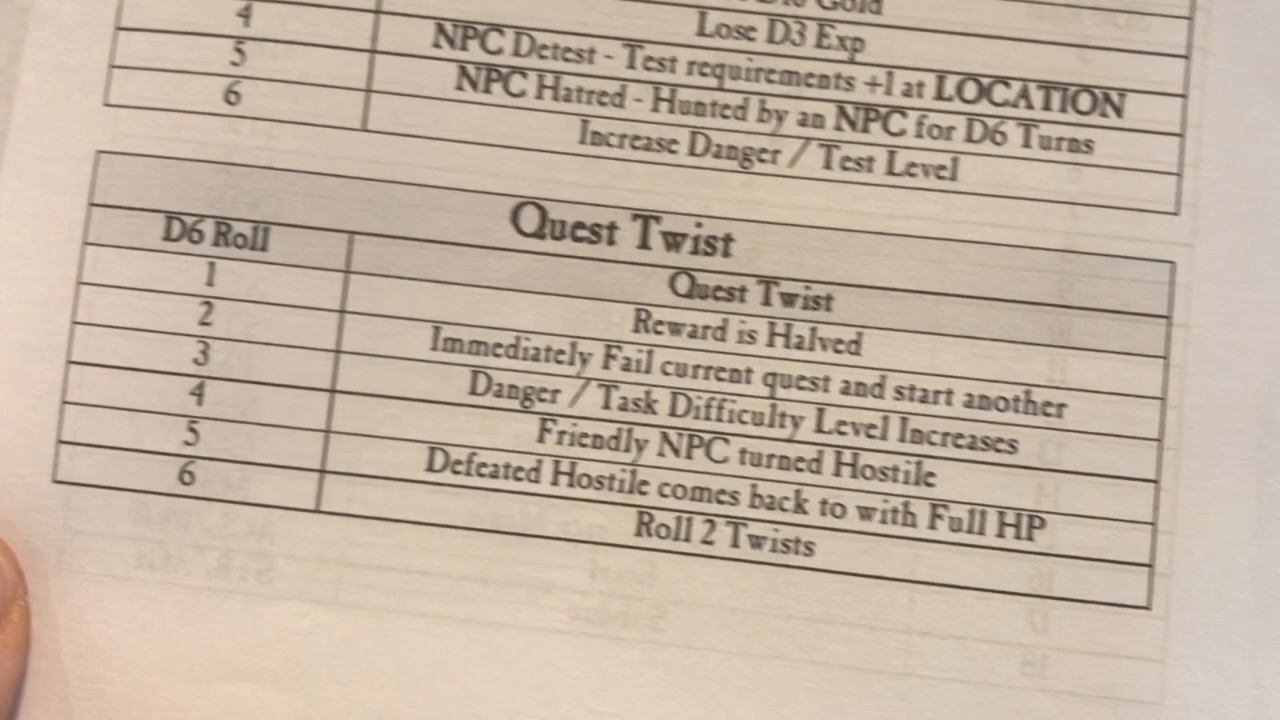 Gold
4 Lose D3 Exp
5 NPC Detest - Test requirements +1 at LOCATION
6 NPC Hatred - Hunted by an NPC for D6 Turns
Increase Danger / Test Level
Quest Twist
D6 Roll Quest Twist
1 Reward is Halved
2 Immediately Fail current quest and start another
3 Danger / Task Difficulty Level Increases
4 Friendly NPC turned Hostile
5 Defeated Hostile comes back to with Full HP
6 Roll 2 Twists